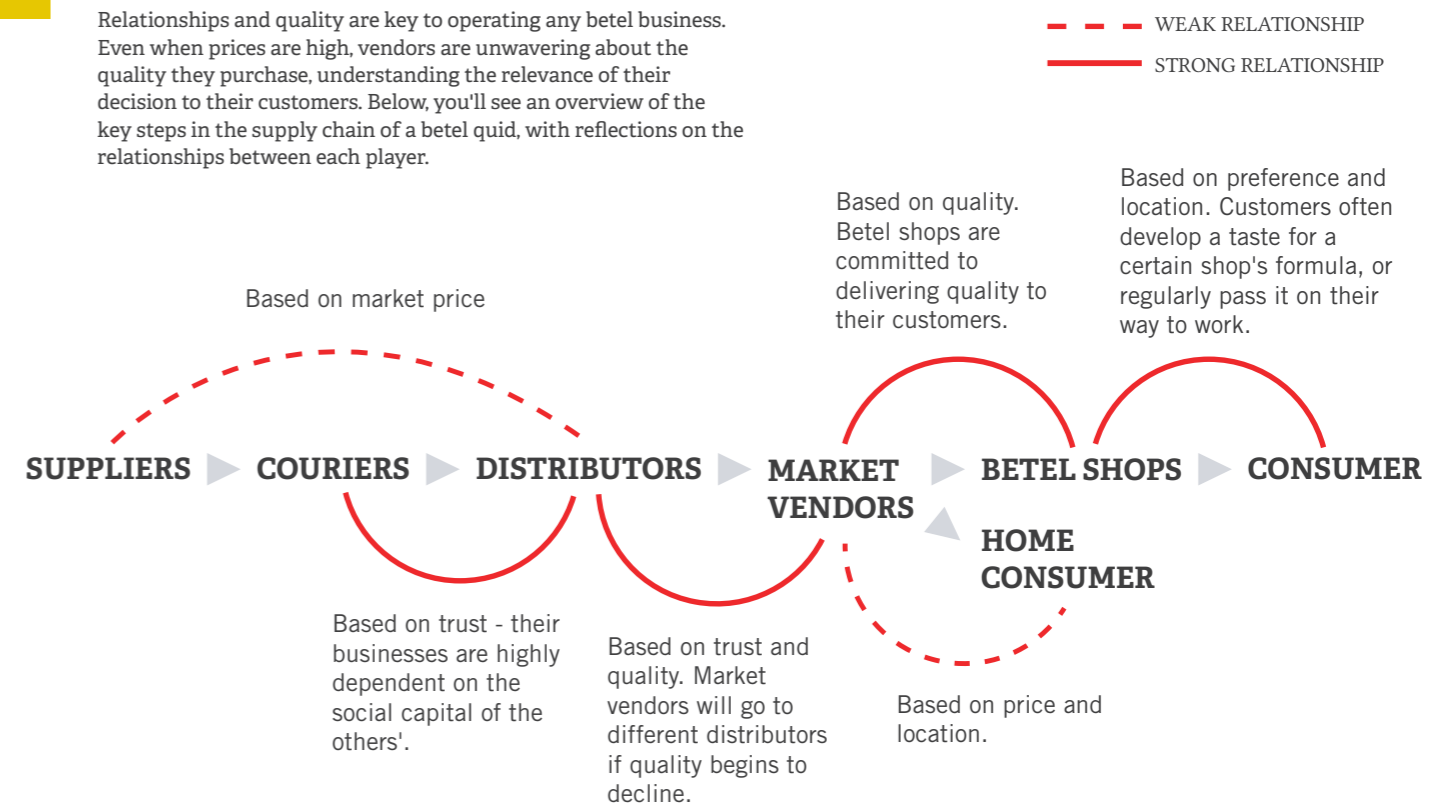 Relationships and quality are key to operating any betel business.
Even when prices are high, vendors are unwavering about the
quality they purchase, understanding the relevance of their
decision to their customers. Below, you'll see an overview of the
key steps in the supply chain of a betel quid, with reflections on the
relationships between each player.
WEAK RELATIONSHIP
STRONG RELATIONSHIP
Based on market price
Based on quality.
Betel shops are
committed to
delivering quality to
their customers.
Based on preference and
location. Customers often
develop a taste for a
certain shop's formula, or
regularly pass it on their
way to work.
SUPPLIERS
COURIERS
DISTRIBUTORS
MARKET
VENDORS
BETEL SHOPS
CONSUMER
HOME
CONSUMER
Based on trust - their
businesses are highly
dependent on the
social capital of the
others'.
Based on trust and
quality. Market
vendors will go to
different distributors
if quality begins to
decline.
Based on price and
location.